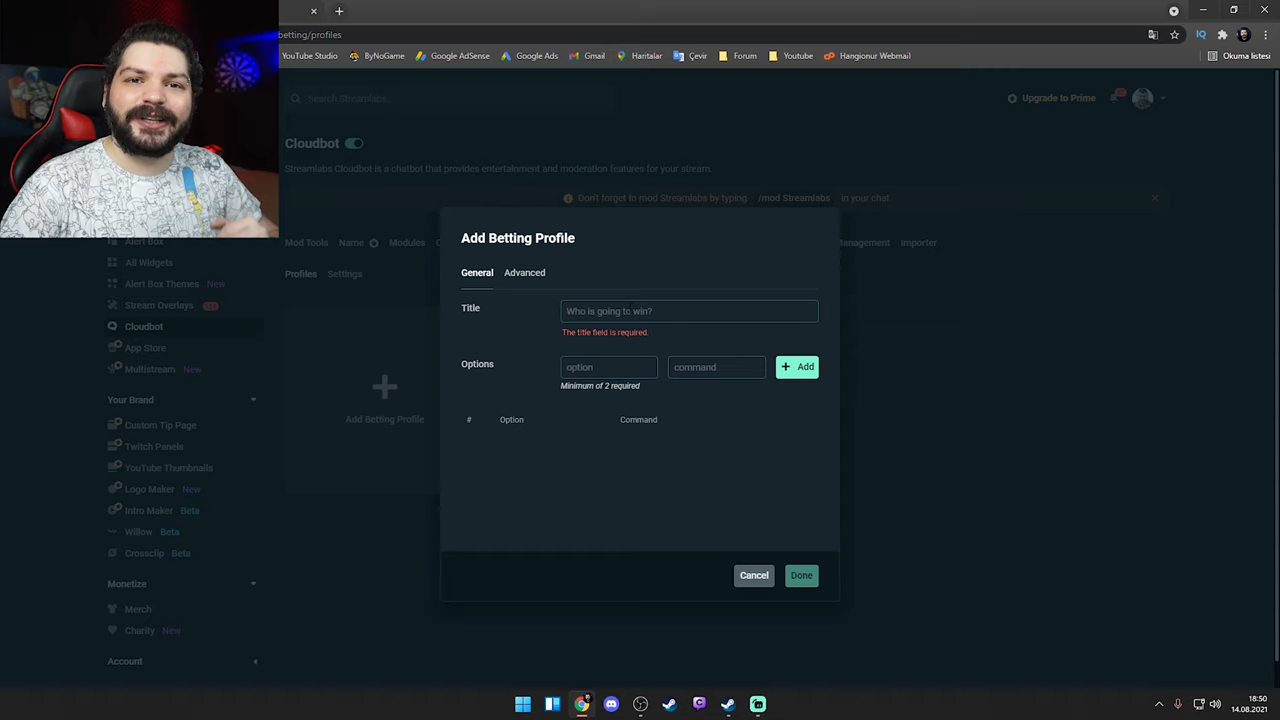 betting/profiles
YouTube Studio
ByNoGame
Google AdSense
Google Ads
Gmail
Haritalar
Çevir
Forum
Youtube
Hangionur Webmail
Okuma listesi
Search Streamlabs...
Upgrade to Prime
Cloudbot
Streamlabs Cloudbot is a chatbot that provides entertainment and moderation features for your stream.
Don't forget to mod Streamlabs by typing /mod Streamlabs in your chat.
Mod Tools
Name
Modules
Management
Importer
Profiles
Settings
Alert Box
All Widgets
Alert Box Themes New
Stream Overlays
Cloudbot
App Store
Multistream New
Your Brand
Custom Tip Page
Twitch Panels
YouTube Thumbnails
Logo Maker New
Intro Maker Beta
Willow Beta
Crossclip Beta
Monetize
Merch
Charity New
Account
Add Betting Profile
Add Betting Profile
General
Advanced
Title
Who is going to win?
The title field is required.
Options
option
command
+ Add
Minimum of 2 required
#
Option
Command
Cancel
Done
18:50
14.08.2021